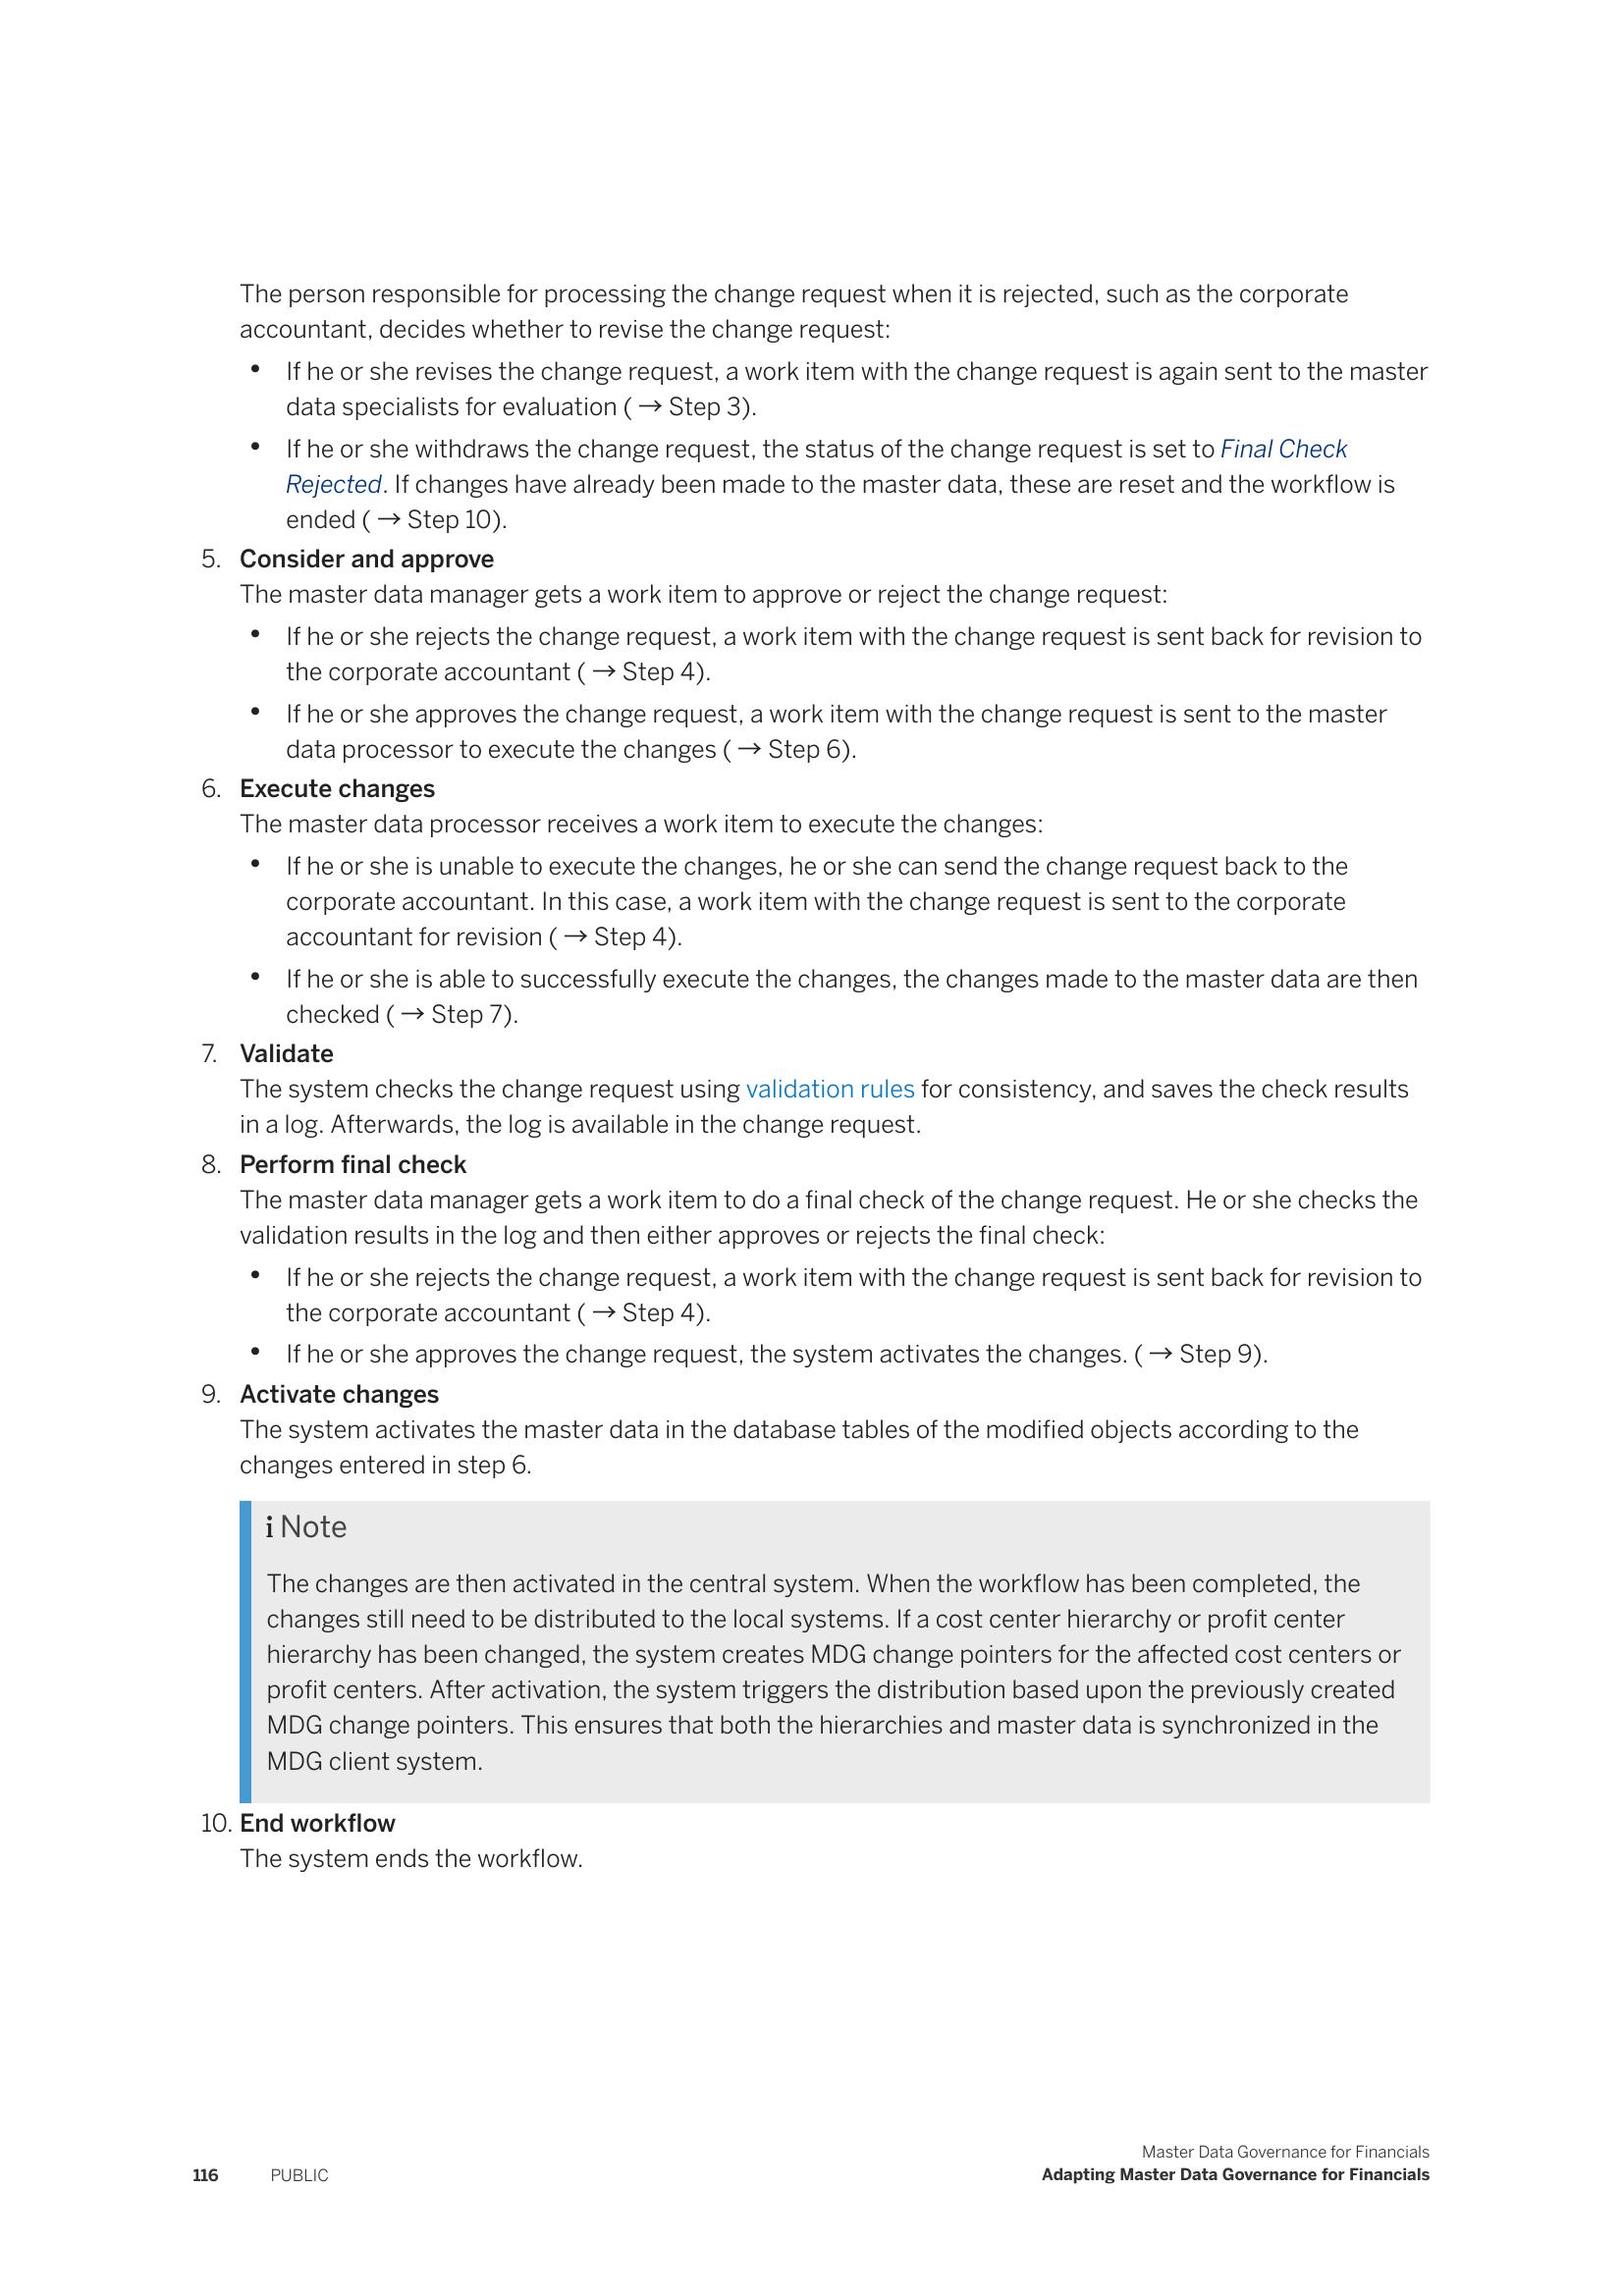 The person responsible for processing the change request when it is rejected, such as the corporate
accountant, decides whether to revise the change request:
• If he or she revises the change request, a work item with the change request is again sent to the master
data specialists for evaluation ( → Step 3).
• If he or she withdraws the change request, the status of the change request is set to Final Check
Rejected. If changes have already been made to the master data, these are reset and the workflow is
ended ( → Step 10).
5. Consider and approve
The master data manager gets a work item to approve or reject the change request:
• If he or she rejects the change request, a work item with the change request is sent back for revision to
the corporate accountant ( → Step 4).
• If he or she approves the change request, a work item with the change request is sent to the master
data processor to execute the changes ( → Step 6).
6. Execute changes
The master data processor receives a work item to execute the changes:
• If he or she is unable to execute the changes, he or she can send the change request back to the
corporate accountant. In this case, a work item with the change request is sent to the corporate
accountant for revision ( → Step 4).
• If he or she is able to successfully execute the changes, the changes made to the master data are then
checked ( → Step 7).
7. Validate
The system checks the change request using validation rules for consistency, and saves the check results
in a log. Afterwards, the log is available in the change request.
8. Perform final check
The master data manager gets a work item to do a final check of the change request. He or she checks the
validation results in the log and then either approves or rejects the final check:
• If he or she rejects the change request, a work item with the change request is sent back for revision to
the corporate accountant ( → Step 4).
• If he or she approves the change request, the system activates the changes. ( → Step 9).
9. Activate changes
The system activates the master data in the database tables of the modified objects according to the
changes entered in step 6.
i Note
The changes are then activated in the central system. When the workflow has been completed, the
changes still need to be distributed to the local systems. If a cost center hierarchy or profit center
hierarchy has been changed, the system creates MDG change pointers for the affected cost centers or
profit centers. After activation, the system triggers the distribution based upon the previously created
MDG change pointers. This ensures that both the hierarchies and master data is synchronized in the
MDG client system.
10. End workflow
The system ends the workflow.
Master Data Governance for Financials
116 PUBLIC Adapting Master Data Governance for Financials